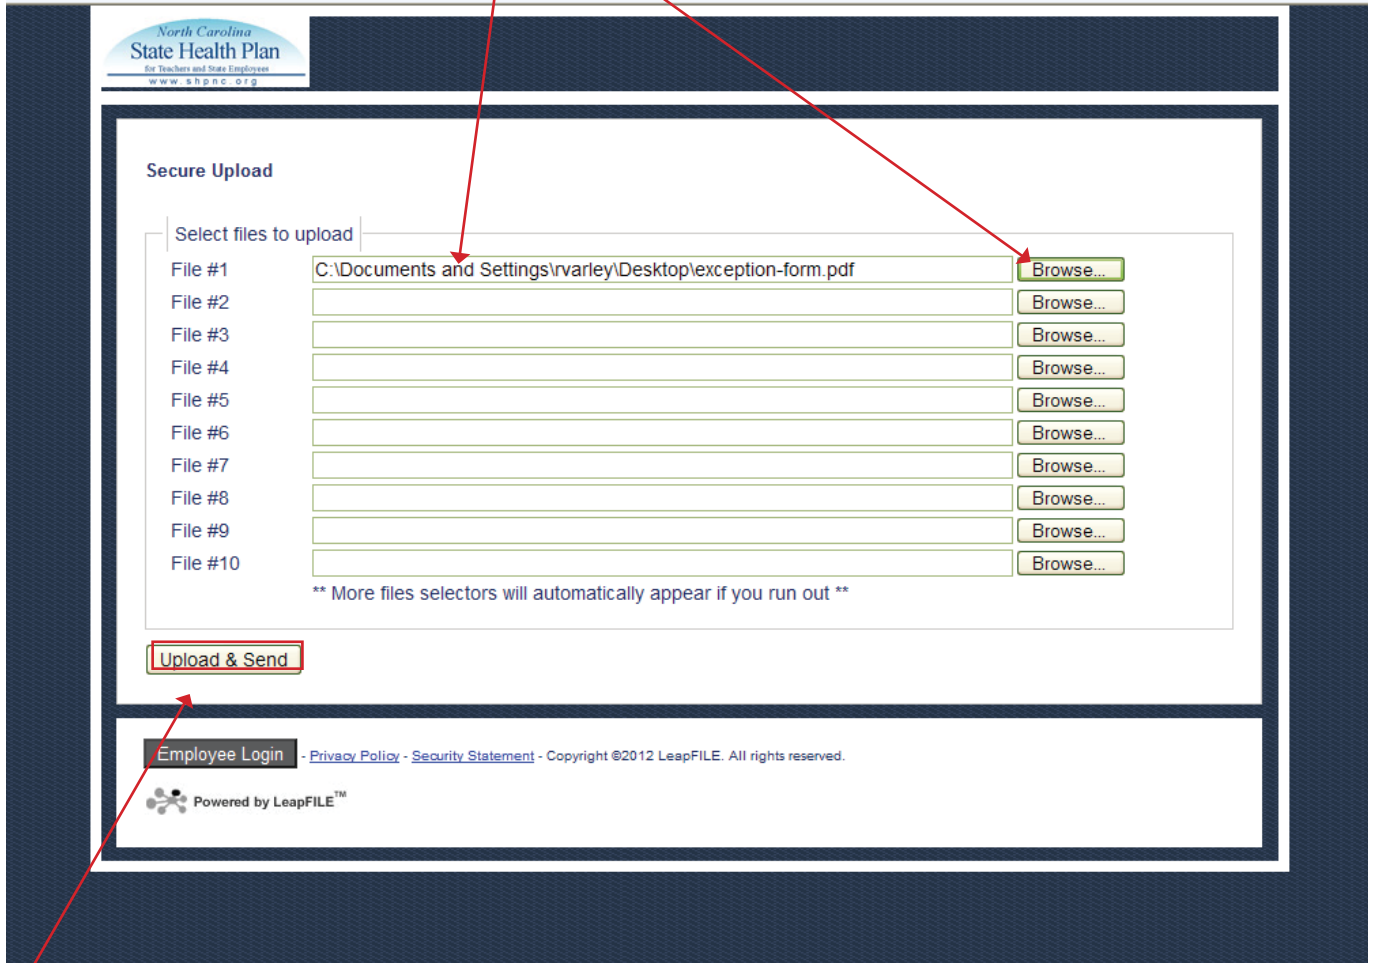 North Carolina
State Health Plan
for Teachers and State Employees
www.shpnc.org
Secure Upload
Select files to upload
File #1 C:\Documents and Settings\rvarley\Desktop\exception-form.pdf Browse...
File #2 Browse...
File #3 Browse...
File #4 Browse...
File #5 Browse...
File #6 Browse...
File #7 Browse...
File #8 Browse...
File #9 Browse...
File #10 Browse...
** More files selectors will automatically appear if you run out **
Upload & Send
Employee Login - Privacy Policy - Security Statement - Copyright ©2012 LeapFILE. All rights reserved.
Powered by LeapFILE™